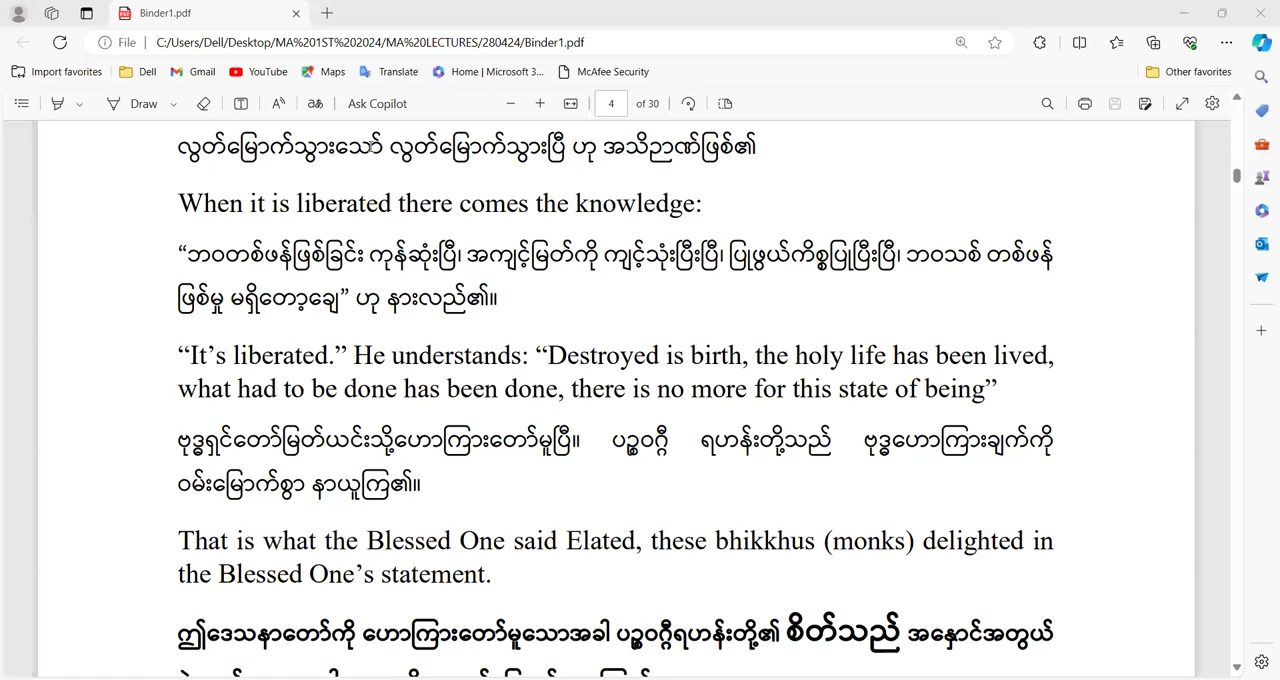 Binder1.pdf
File
C:/Users/Dell/Desktop/MA%201ST%202024/MA%20LECTURES/280424/Binder1.pdf
Import favorites Dell Gmail YouTube Maps Translate Home | Microsoft 3... McAfee Security Other favorites
Draw Ask Copilot 4 of 30
လွတ်မြောက်သွားသော် လွတ်မြောက်သွားပြီ ဟု အသိဉာဏ်ဖြစ်၏
When it is liberated there comes the knowledge:
“ဘဝတစ်ဖန်ဖြစ်ခြင်း ကုန်ဆုံးပြီ၊ အကျင့်မြတ်ကို ကျင့်သုံးပြီးပြီ၊ ပြုဖွယ်ကိစ္စပြုပြီးပြီ၊ ဘဝသစ် တစ်ဖန်
ဖြစ်မှု မရှိတော့ချေ” ဟု နားလည်၏။
“It’s liberated.” He understands: “Destroyed is birth, the holy life has been lived,
what had to be done has been done, there is no more for this state of being”
ဗုဒ္ဓရှင်တော်မြတ်ယင်းသို့ဟောကြားတော်မူပြီ။ ပဉ္စဝဂ္ဂီ ရဟန်းတို့သည် ဗုဒ္ဓဟောကြားချက်ကို
ဝမ်းမြောက်စွာ နာယူကြ၏။
That is what the Blessed One said Elated, these bhikkhus (monks) delighted in
the Blessed One’s statement.
ဤဒေသနာတော်ကို ဟောကြားတော်မူသောအခါ ပဉ္စဝဂ္ဂီရဟန်းတို့၏ စိတ်သည် အနှောင်အတွယ်